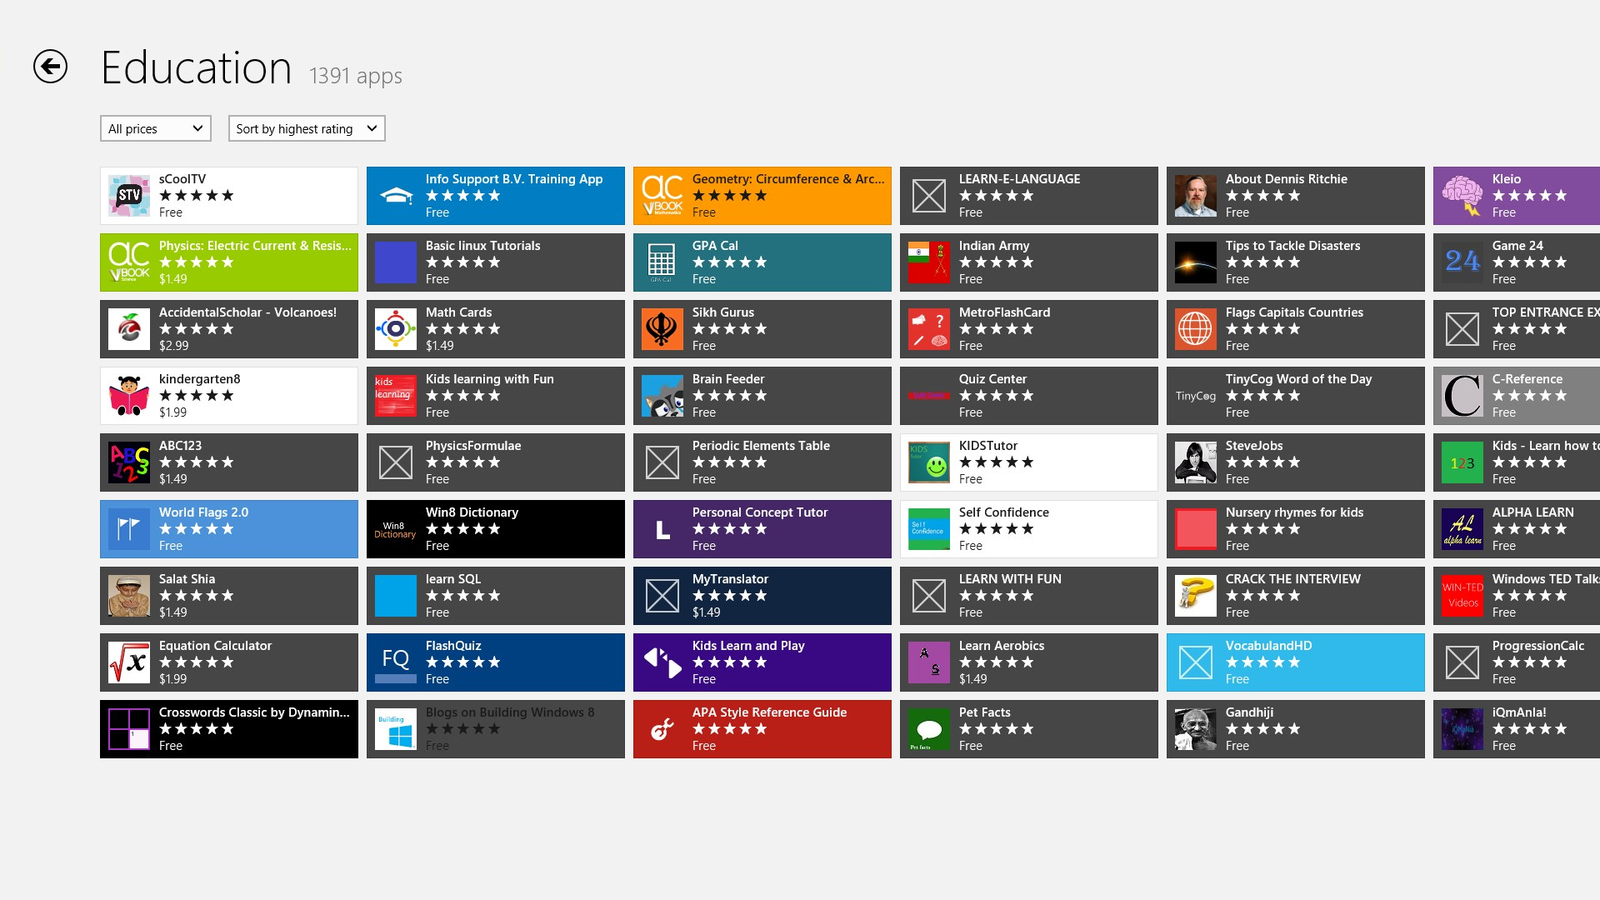 Education 1391 apps
All prices
Sort by highest rating
STV
sCoolTV
Free
ac
VBOOK
Science
Physics: Electric Current & Resis...
$1.49
AccidentalScholar - Volcanoes!
$2.99
kindergarten8
$1.99
ABC
123
ABC123
$1.49
World Flags 2.0
Free
Salat Shia
$1.49
√x
Equation Calculator
$1.99
1
Crosswords Classic by Dynamin...
Free
Info Support B.V. Training App
Free
Basic linux Tutorials
Free
Math Cards
$1.49
kids
learning
Kids learning with Fun
Free
PhysicsFormulae
Free
Win8
Dictionary
Win8 Dictionary
Free
learn SQL
Free
FQ
FlashQuiz
Free
Building
Blogs on Building Windows 8
Free
ac
VBOOK
Mathematics
Geometry: Circumference & Arc...
Free
GPA Cal
GPA Cal
Free
Sikh Gurus
Free
Brain Feeder
Free
Periodic Elements Table
Free
L
Personal Concept Tutor
Free
MyTranslator
$1.49
Kids Learn and Play
Free
APA Style Reference Guide
Free
LEARN-E-LANGUAGE
Free
Indian Army
Free
?
MetroFlashCard
Free
Quiz Center
Free
KIDS
KIDSTutor
Free
Self
Confidence
Self Confidence
Free
LEARN WITH FUN
Free
A
S
Learn Aerobics
$1.49
Pet facts
Pet Facts
Free
About Dennis Ritchie
Free
Tips to Tackle Disasters
Free
Flags Capitals Countries
Free
TinyCog
TinyCog Word of the Day
Free
SteveJobs
Free
Nursery rhymes for kids
Free
?
CRACK THE INTERVIEW
Free
VocabulandHD
Free
Gandhiji
Free
Kleio
Free
24
Game 24
Free
TOP ENTRANCE EX
Free
C
C-Reference
Free
123
Kids - Learn how to
Free
AL
alpha learn
ALPHA LEARN
Free
WIN-TED
Videos
Windows TED Talks
Free
ProgressionCalc
Free
iQmAnIa!
Free